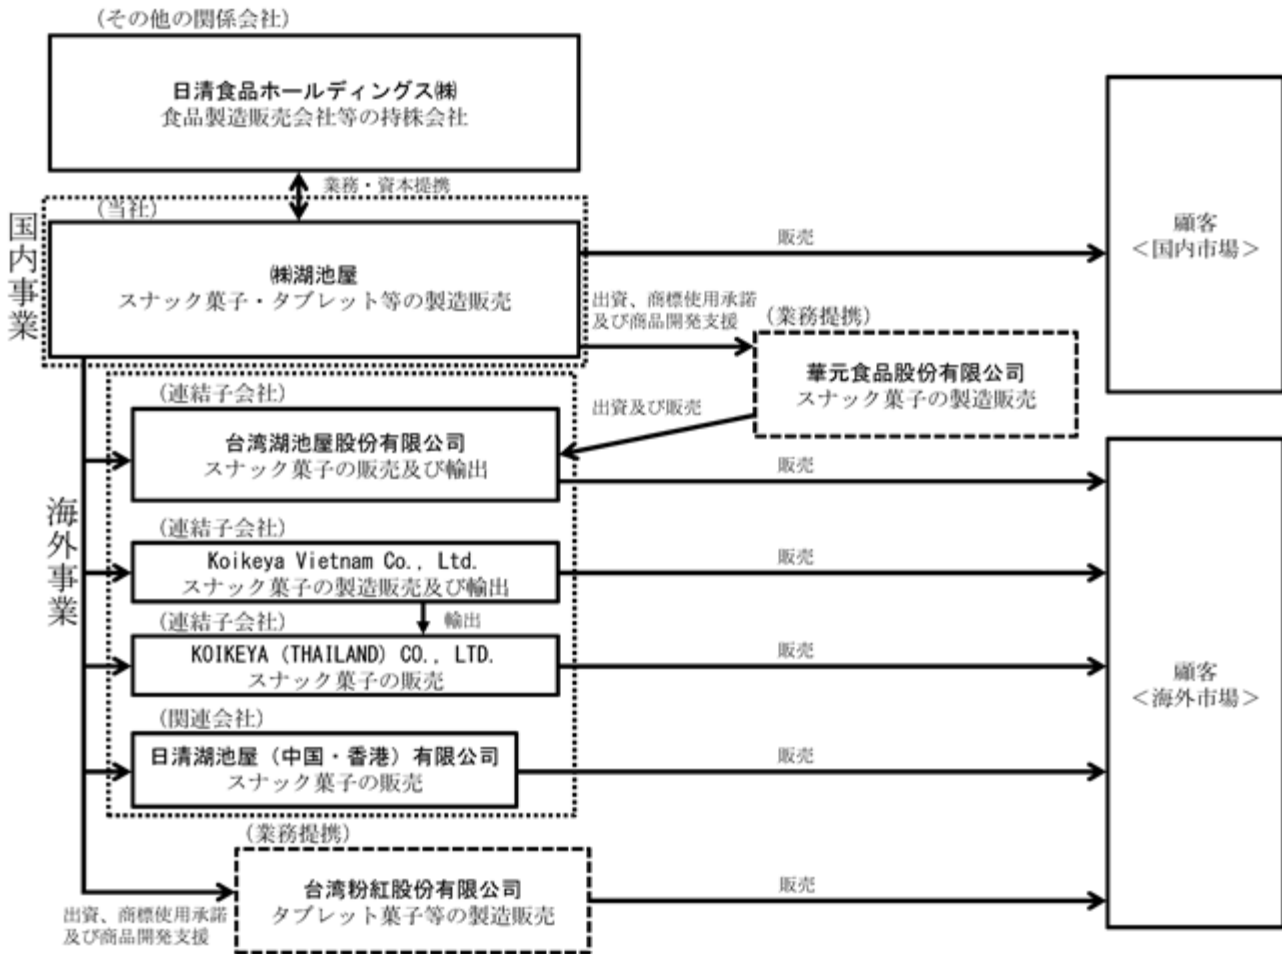 (その他の関係会社)
日清食品ホールディングス㈱
食品製造販売会社等の持株会社
業務・資本提携
国内事業
(当社)
㈱湖池屋
スナック菓子・タブレット等の製造販売
販売
顧客
<国内市場>
出資、商標使用承諾
及び商品開発支援
(業務提携)
華元食品股份有限公司
スナック菓子の製造販売
出資及び販売
海外事業
(連結子会社)
台湾湖池屋股份有限公司
スナック菓子の販売及び輸出
販売
(連結子会社)
Koikeya Vietnam Co., Ltd.
スナック菓子の製造販売及び輸出
販売
輸出
(連結子会社)
KOIKEYA (THAILAND) CO., LTD.
スナック菓子の販売
販売
顧客
<海外市場>
(関連会社)
日清湖池屋(中国・香港)有限公司
スナック菓子の販売
販売
(業務提携)
台湾粉紅股份有限公司
タブレット菓子等の製造販売
販売
出資、商標使用承諾
及び商品開発支援